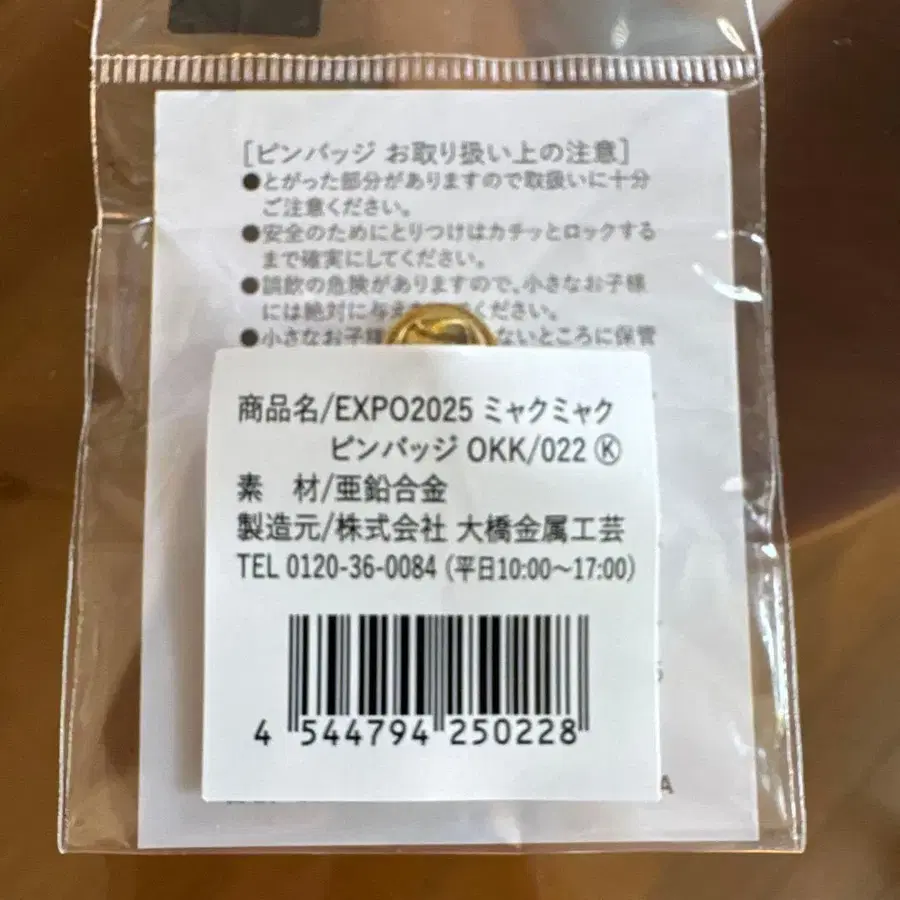 [ピンバッジ お取り扱い上の注意]
●とがった部分がありますので取扱いに十分
ご注意ください。
●安全のためにとりつけはカチッとロックする
まで確実にしてください。
●誤飲の危険がありますので、小さなお子様
には絶対に与え ください。
●小さなお子様 ないところに保管
商品名/EXPO2025 ミャクミャク
ピンバッジ OKK/022 Ⓚ
素 材/亜鉛合金
製造元/株式会社 大橋金属工芸
TEL 0120-36-0084 (平日10:00~17:00)
4 544794 250228
A